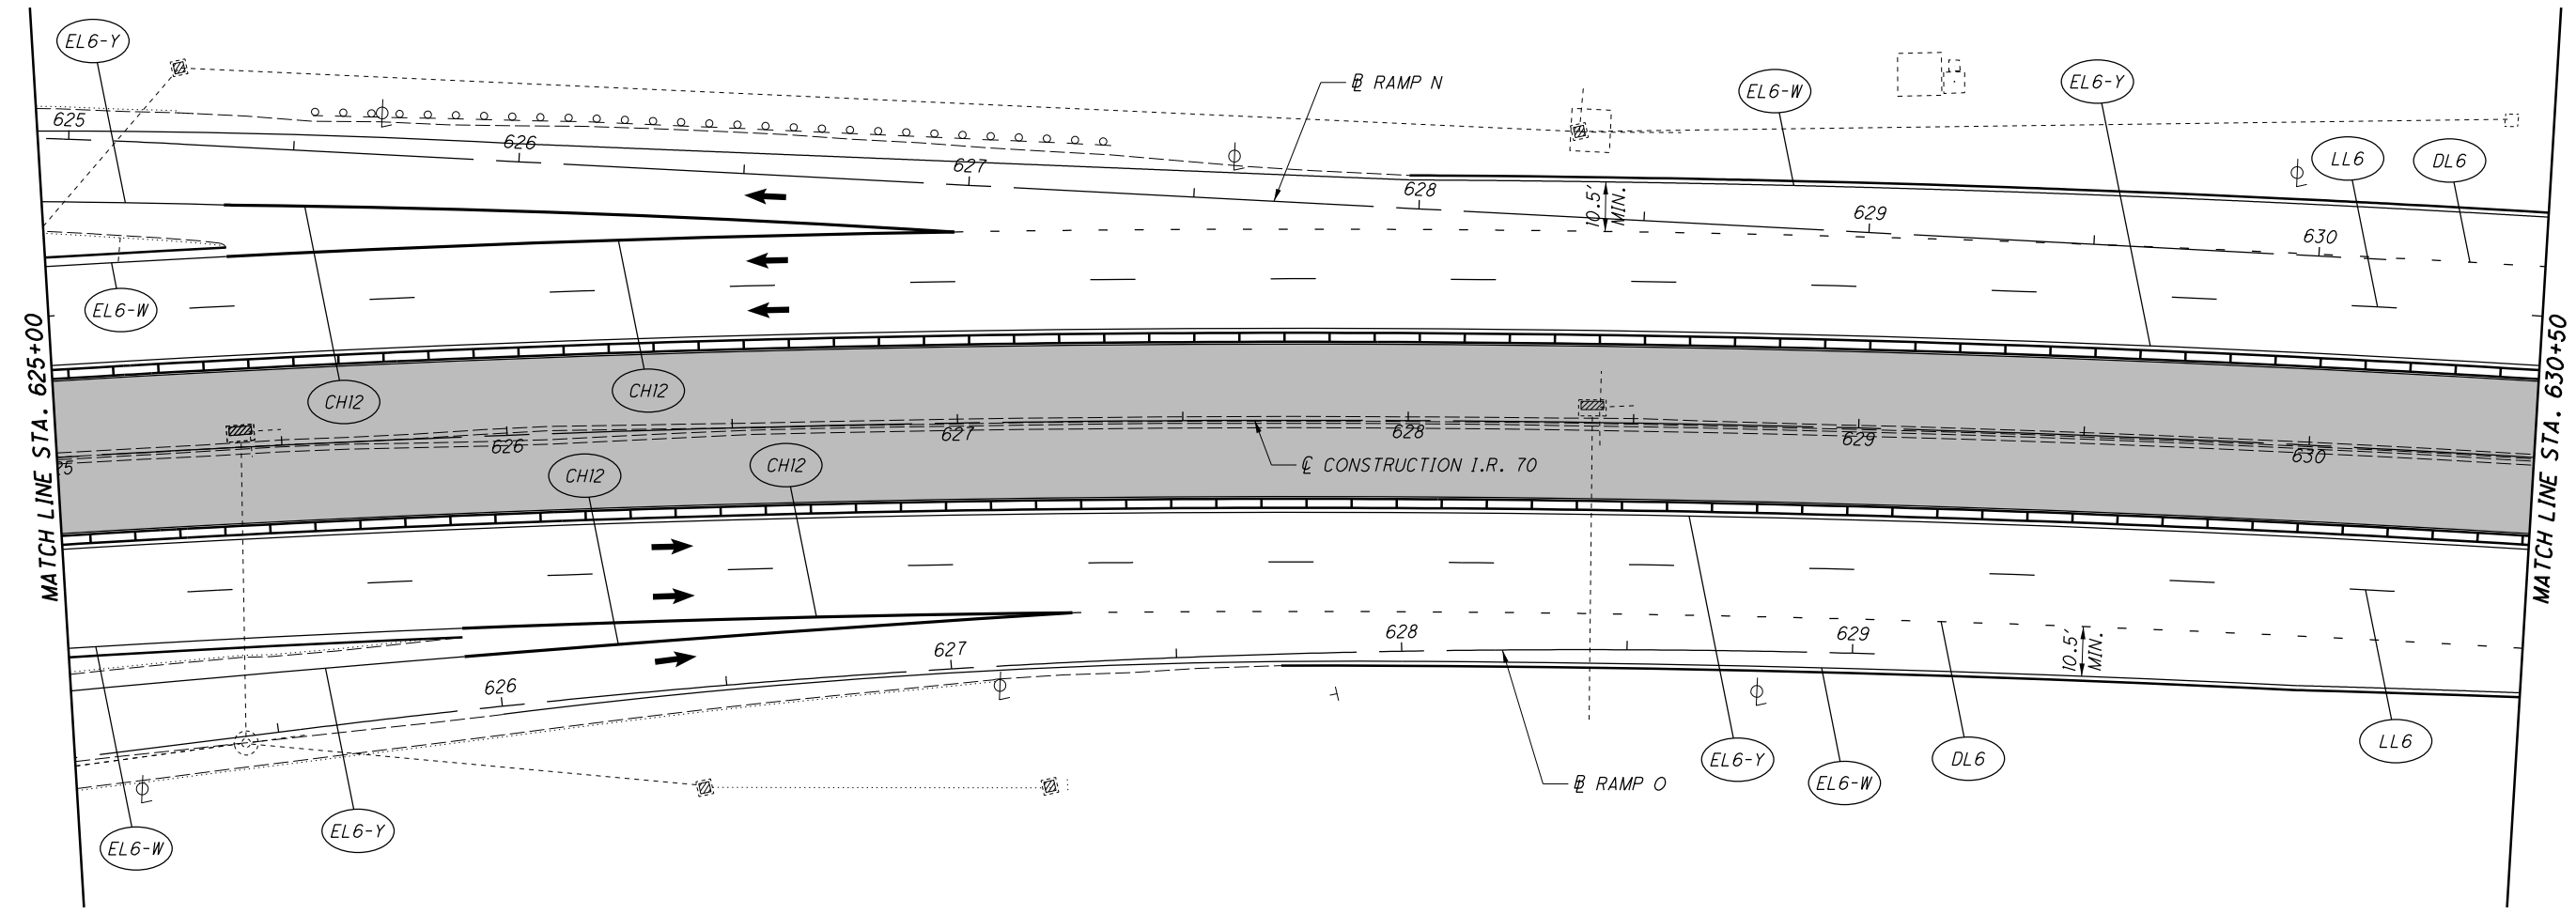 EL6-Y
℄ RAMP N
EL6-W
EL6-Y
LL6
DL6
625
626
627
628
629
630
10.5' MIN.
EL6-W
CH12
CH12
MATCH LINE STA. 625+00
MATCH LINE STA. 630+50
25
626
627
628
629
630
℄ CONSTRUCTION I.R. 70
CH12
CH12
626
627
628
629
10.5' MIN.
EL6-W
EL6-Y
℄ RAMP O
EL6-Y
EL6-W
DL6
LL6